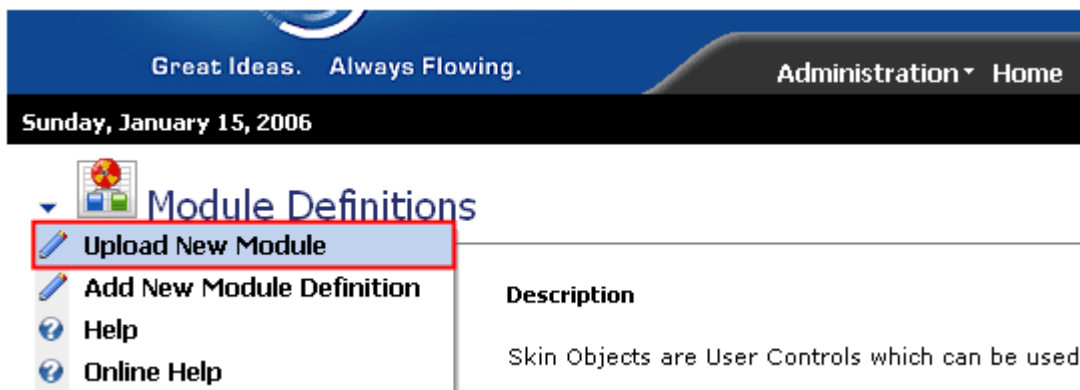 Great Ideas. Always Flowing.
Administration Home
Sunday, January 15, 2006
Module Definitions
Upload New Module
Add New Module Definition
Help
Online Help
Description
Skin Objects are User Controls which can be used